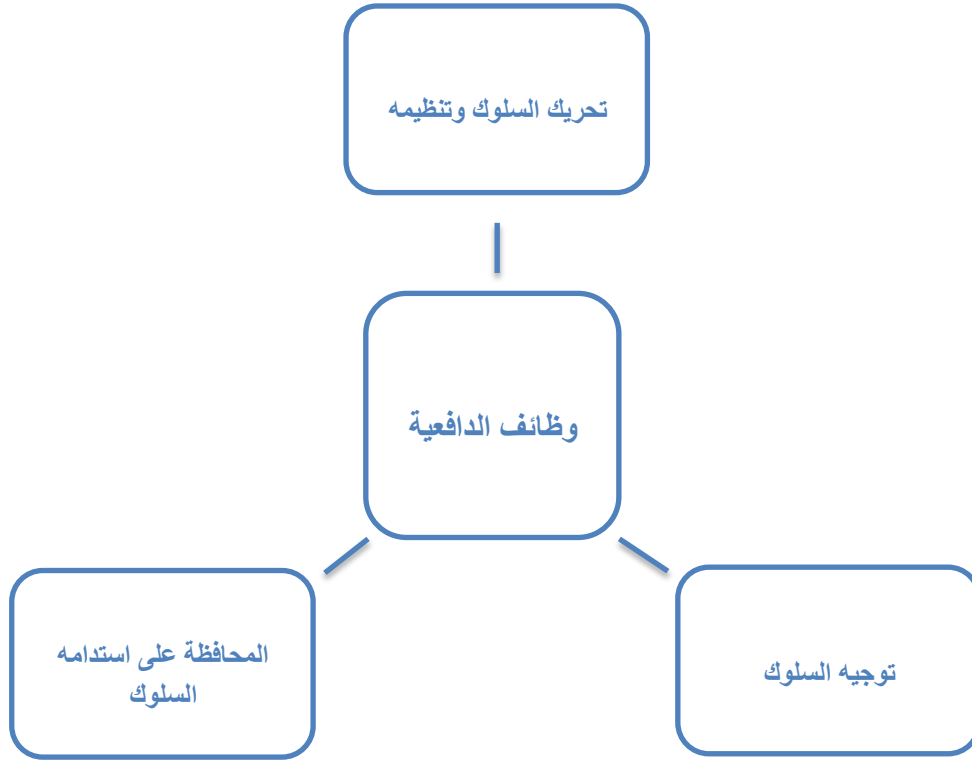 تحريك السلوك وتنظيمه
وظائف الدافعية
المحافظة على استدامه
السلوك
توجيه السلوك